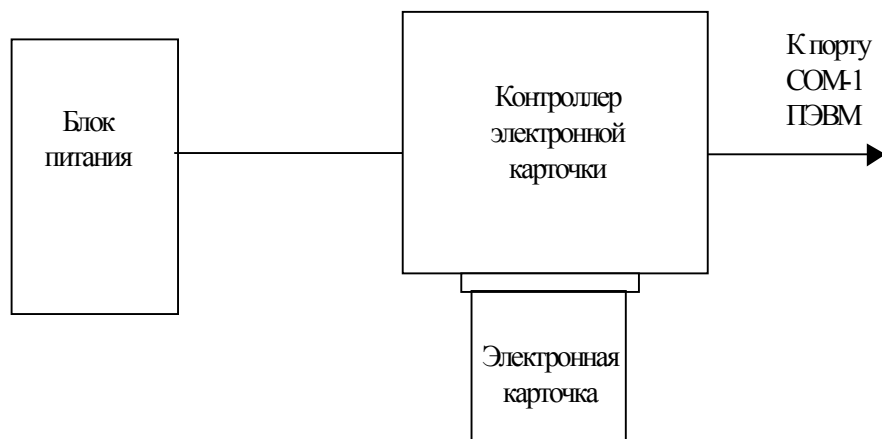 Блок
питания
Контроллер
электронной
карточки
К порту
COM-1
ПЭВМ
Электронная
карточка